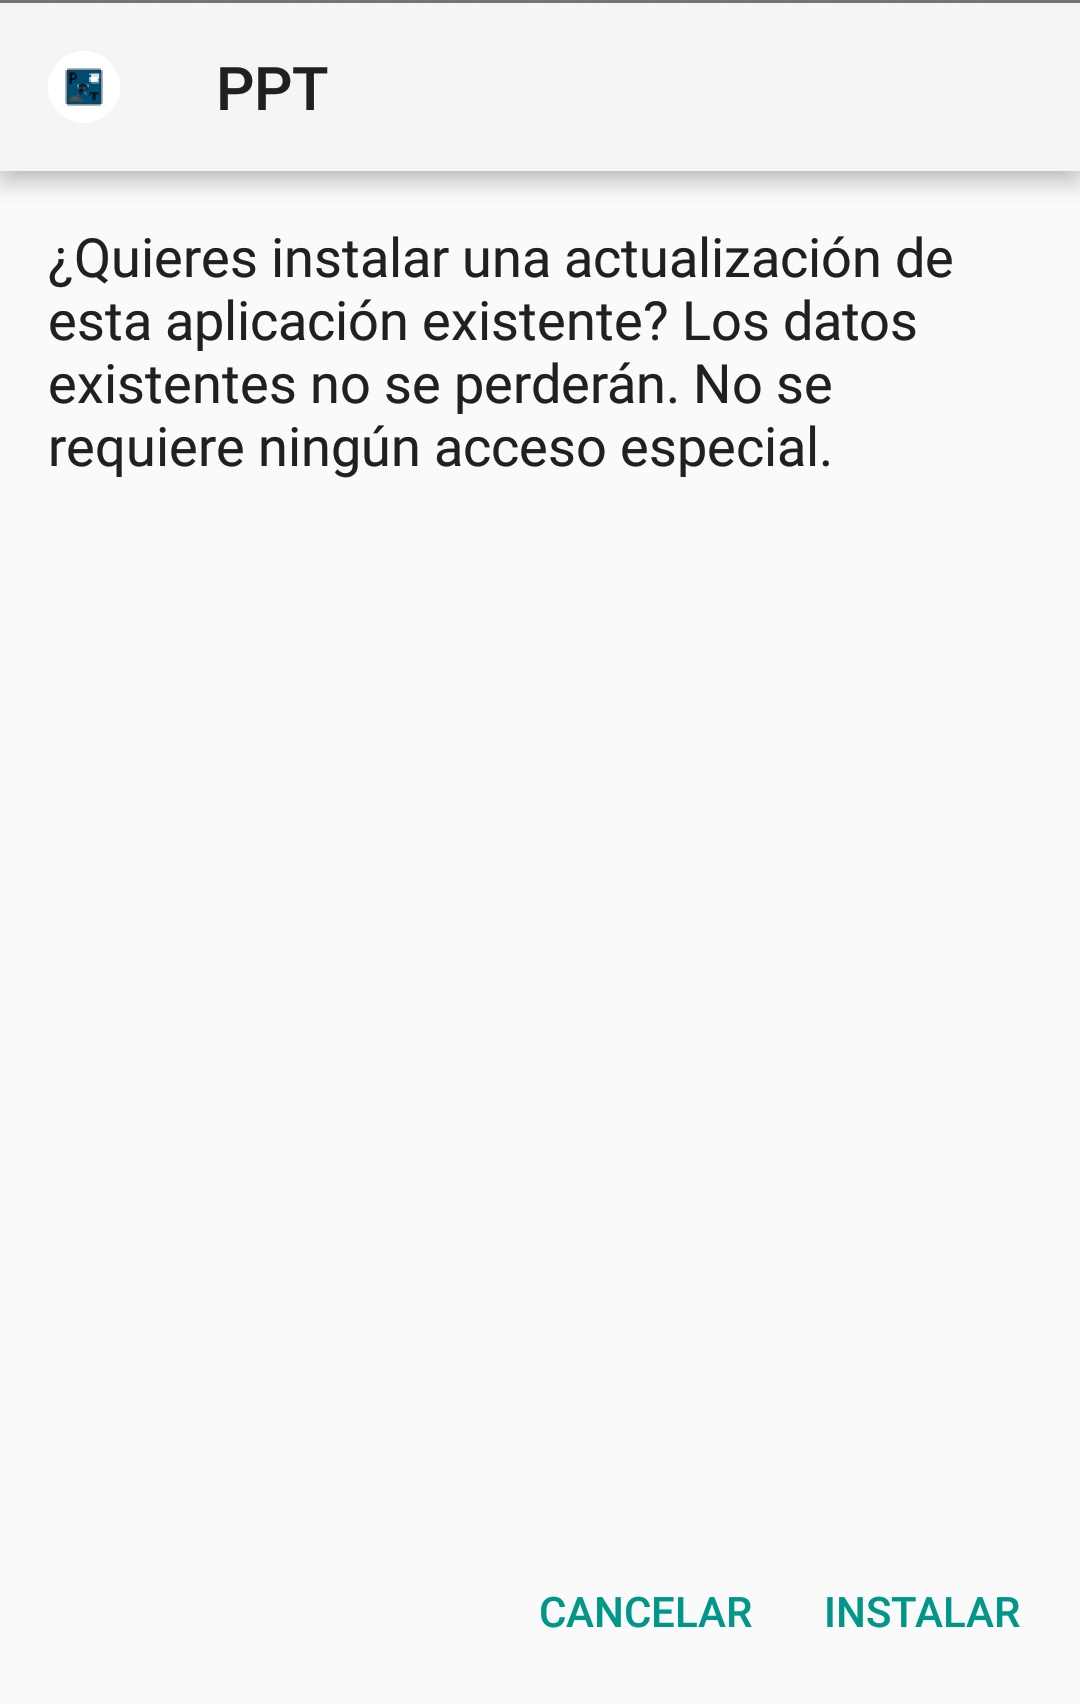 PPT
¿Quieres instalar una actualización de
esta aplicación existente? Los datos
existentes no se perderán. No se
requiere ningún acceso especial.
CANCELAR INSTALAR